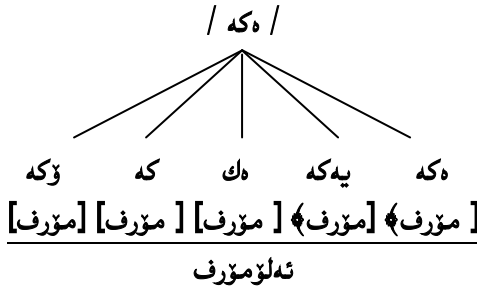 / ەکە /
ەکە یەکە ەك کە ۆکە
[ مۆرف ﴾ [مۆرف﴾ [ مۆرف] [ مۆرف] [مۆرف]
ئەلۆمۆرف